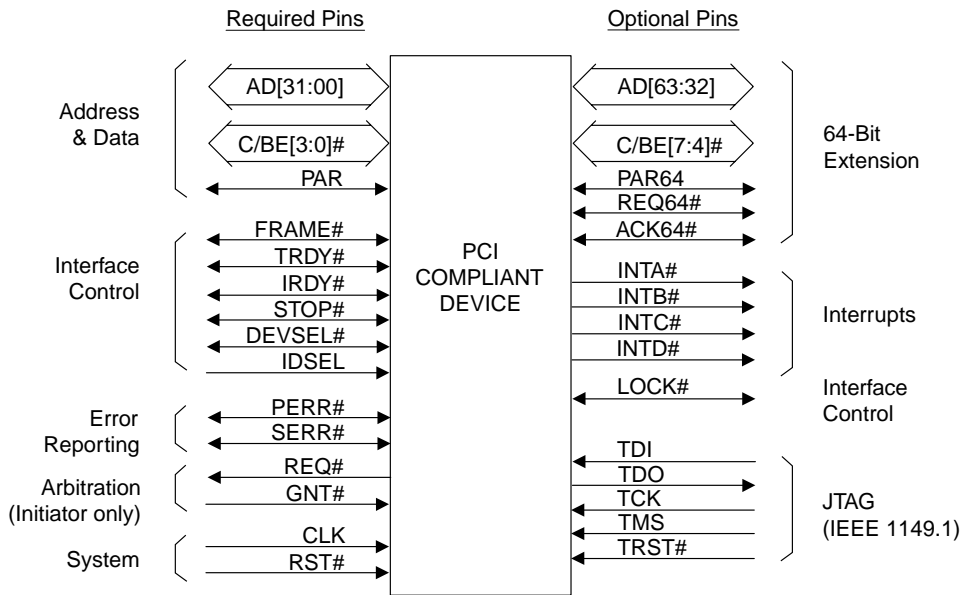 Required Pins
Optional Pins
Address
& Data
AD[31:00]
C/BE[3:0]#
PAR
Interface
Control
FRAME#
TRDY#
IRDY#
STOP#
DEVSEL#
IDSEL
Error
Reporting
PERR#
SERR#
Arbitration
(Initiator only)
REQ#
GNT#
System
CLK
RST#
PCI
COMPLIANT
DEVICE
AD[63:32]
C/BE[7:4]#
PAR64
REQ64#
ACK64#
64-Bit
Extension
INTA#
INTB#
INTC#
INTD#
Interrupts
LOCK#
Interface
Control
TDI
TDO
TCK
TMS
TRST#
JTAG
(IEEE 1149.1)